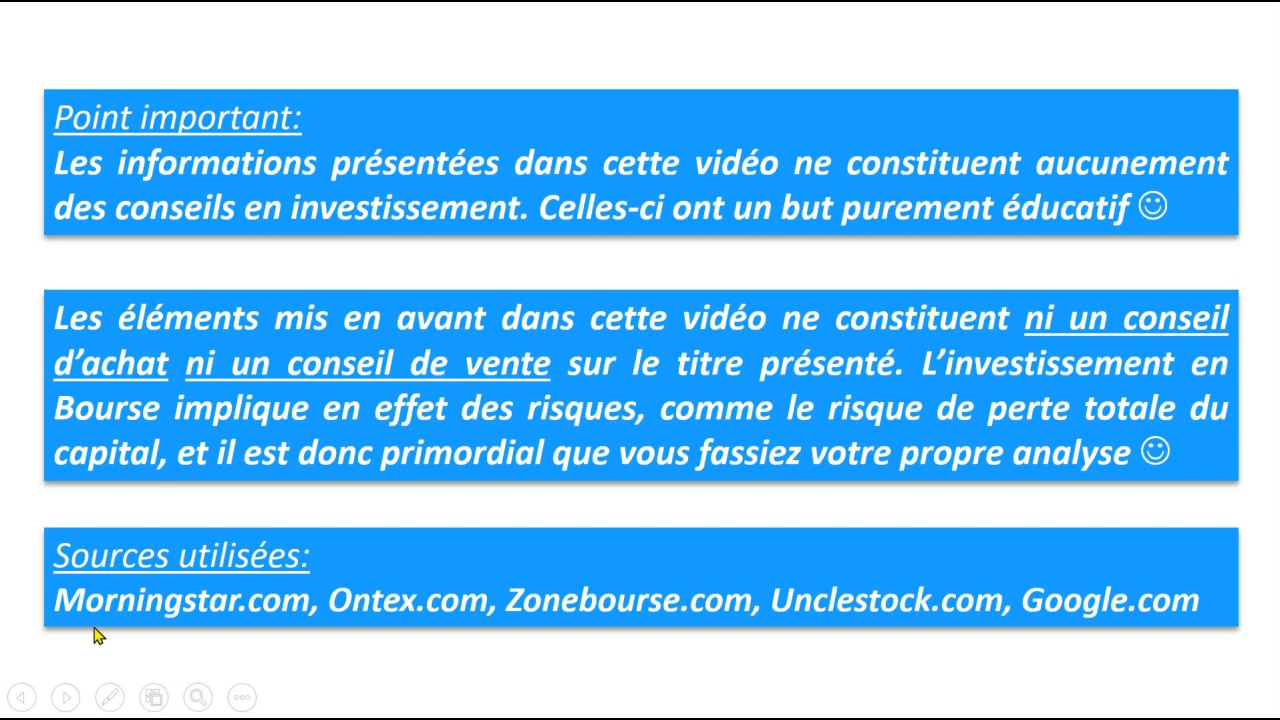 Point important:
Les informations présentées dans cette vidéo ne constituent aucunement
des conseils en investissement. Celles-ci ont un but purement éducatif ☺
Les éléments mis en avant dans cette vidéo ne constituent ni un conseil
d’achat ni un conseil de vente sur le titre présenté. L’investissement en
Bourse implique en effet des risques, comme le risque de perte totale du
capital, et il est donc primordial que vous fassiez votre propre analyse ☺
Sources utilisées:
Morningstar.com, Ontex.com, Zonebourse.com, Unclestock.com, Google.com